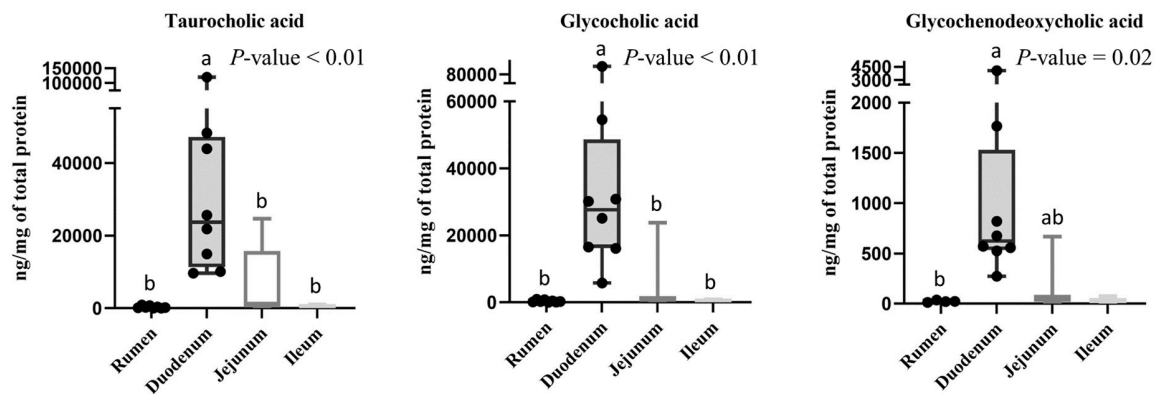 Taurocholic acid
P-value < 0.01
ng/mg of total protein
150000
100000
40000
20000
0
a
b
b
b
Rumen
Duodenum
Jejunum
Ileum
Glycocholic acid
P-value < 0.01
ng/mg of total protein
80000
60000
40000
20000
0
a
b
b
b
Rumen
Duodenum
Jejunum
Ileum
Glycochenodeoxycholic acid
P-value = 0.02
ng/mg of total protein
4500
3000
2000
1500
1000
500
0
a
b
ab
b
Rumen
Duodenum
Jejunum
Ileum